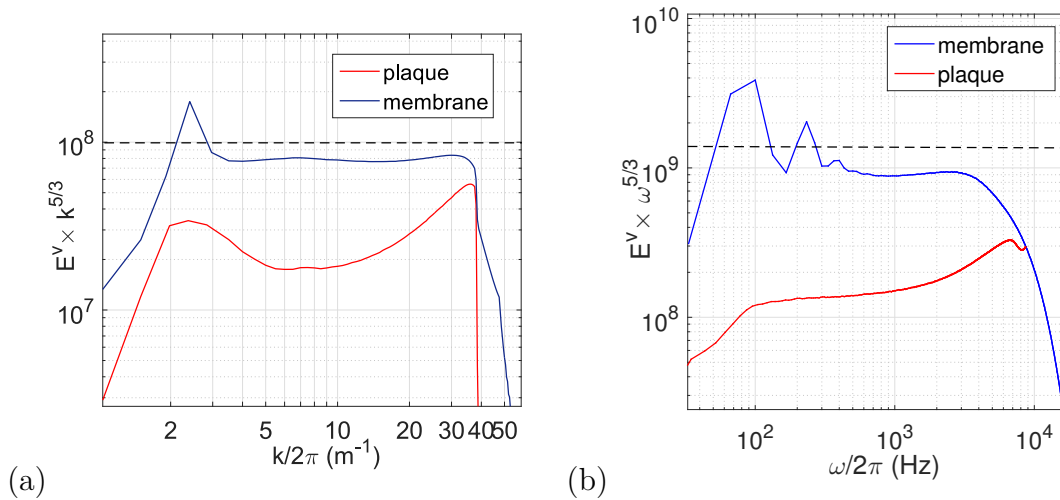 plaque
membrane
10^8
10^7
E^v × k^{5/3}
2 5 10 20 30 40 50
k/2π (m^{-1})
(a)
membrane
plaque
10^{10}
10^9
10^8
E^v × ω^{5/3}
10^2 10^3 10^4
ω/2π (Hz)
(b)